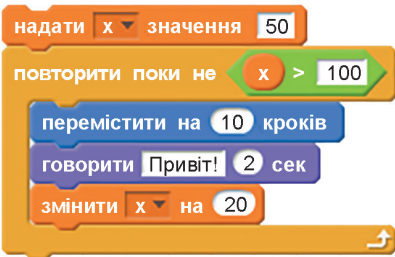 надати x значення 50
повторити поки не x > 100
перемістити на 10 кроків
говорити Привіт! 2 сек
змінити x на 20